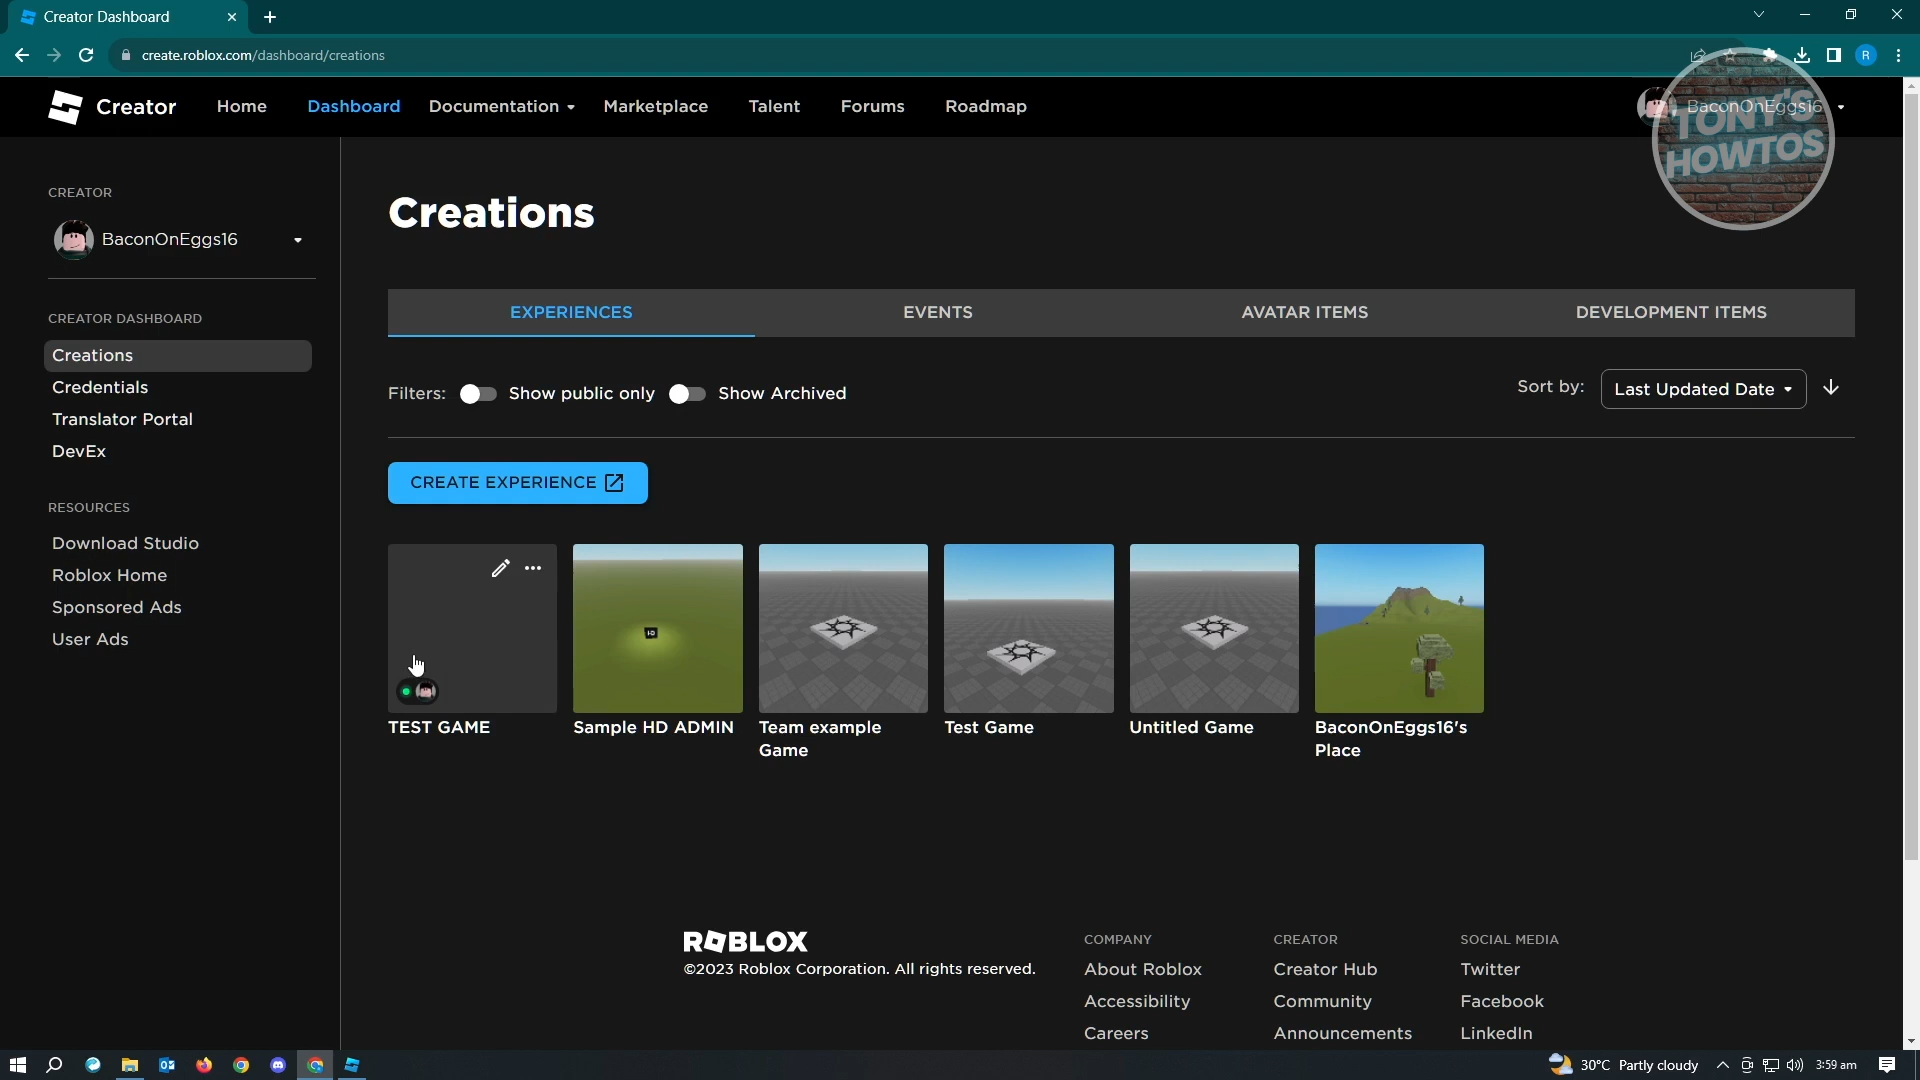 Creator Dashboard
create.roblox.com/dashboard/creations
R
Creator
Home
Dashboard
Documentation
Marketplace
Talent
Forums
Roadmap
BaconOnEggs16
TONY'S
HOWTOS
CREATOR
BaconOnEggs16
CREATOR DASHBOARD
Creations
Credentials
Translator Portal
DevEx
RESOURCES
Download Studio
Roblox Home
Sponsored Ads
User Ads
Creations
EXPERIENCES
EVENTS
AVATAR ITEMS
DEVELOPMENT ITEMS
Filters:
Show public only
Show Archived
Sort by:
Last Updated Date
CREATE EXPERIENCE
HD
TEST GAME
Sample HD ADMIN
Team example
Game
Test Game
Untitled Game
BaconOnEggs16's
Place
ROBLOX
©2023 Roblox Corporation. All rights reserved.
COMPANY
About Roblox
Accessibility
Careers
CREATOR
Creator Hub
Community
Announcements
SOCIAL MEDIA
Twitter
Facebook
LinkedIn
30°C Partly cloudy
3:59 am